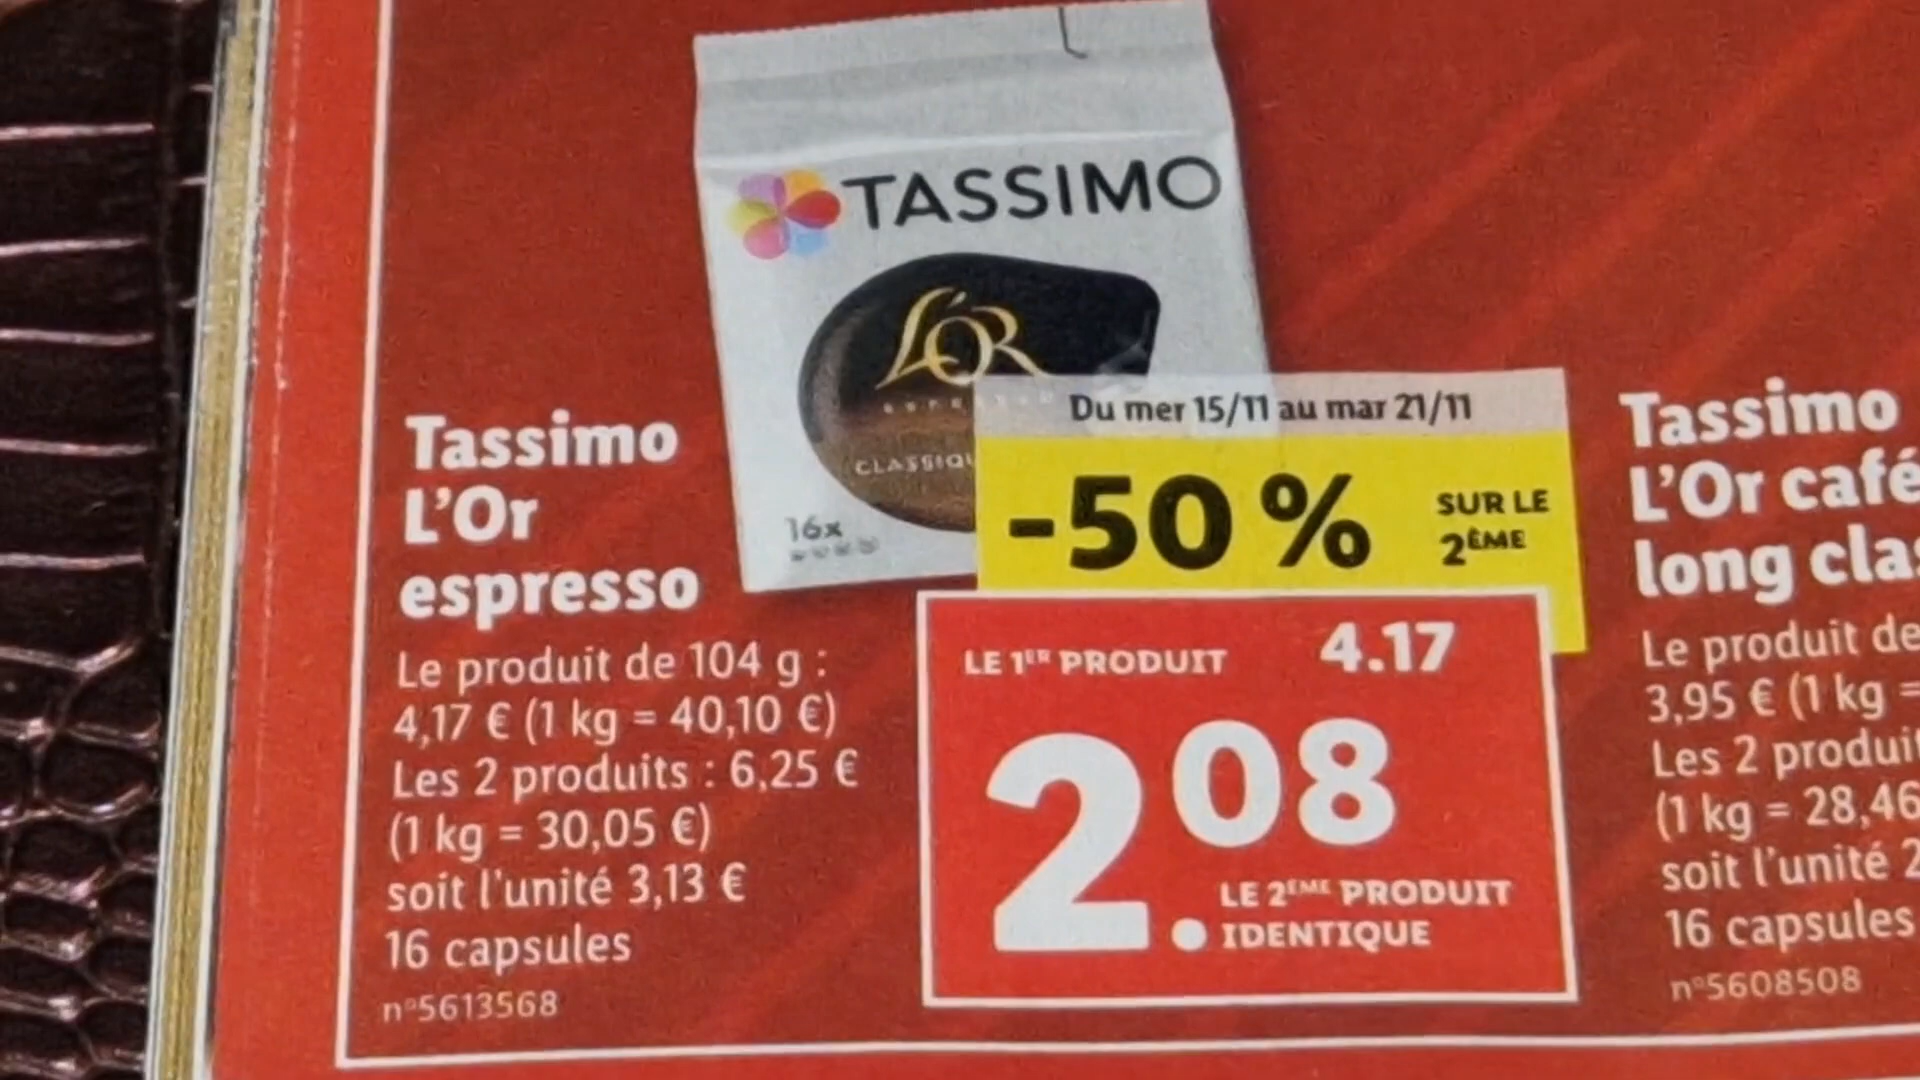 TASSIMO
L'OR
CLASSIQU
16x
Du mer 15/11 au mar 21/11
-50 %
SUR LE
2ÈME
LE 1ER PRODUIT 4.17
2.08
LE 2ÈME PRODUIT
IDENTIQUE
Tassimo
L'Or
espresso
Le produit de 104 g :
4,17 € (1 kg = 40,10 €)
Les 2 produits : 6,25 €
(1 kg = 30,05 €)
soit l'unité 3,13 €
16 capsules
n°5613568
Tassimo
L'Or café
long clas
Le produit de
3,95 € (1 kg =
Les 2 produit
(1 kg = 28,46
soit l'unité 2
16 capsules
n°5608508